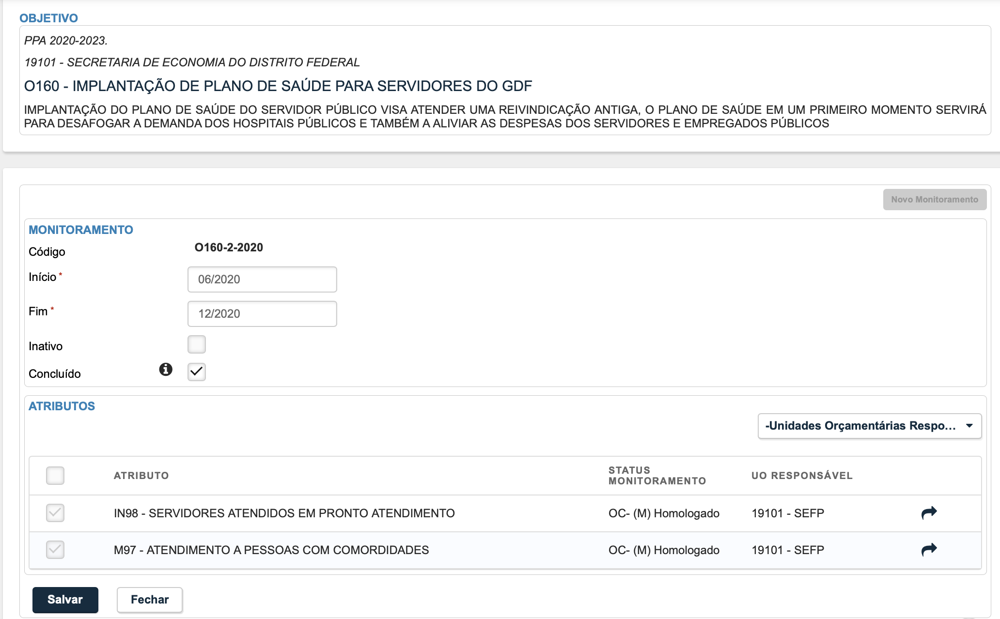 OBJETIVO
PPA 2020-2023.
19101 - SECRETARIA DE ECONOMIA DO DISTRITO FEDERAL
O160 - IMPLANTAÇÃO DE PLANO DE SAÚDE PARA SERVIDORES DO GDF
IMPLANTAÇÃO DO PLANO DE SAÚDE DO SERVIDOR PÚBLICO VISA ATENDER UMA REIVINDICAÇÃO ANTIGA, O PLANO DE SAÚDE EM UM PRIMEIRO MOMENTO SERVIRÁ
PARA DESAFOGAR A DEMANDA DOS HOSPITAIS PÚBLICOS E TAMBÉM A ALIVIAR AS DESPESAS DOS SERVIDORES E EMPREGADOS PÚBLICOS
Novo Monitoramento
MONITORAMENTO
Código O160-2-2020
Início * 06/2020
Fim * 12/2020
Inativo
Concluído
ATRIBUTOS
-Unidades Orçamentárias Respo...
ATRIBUTO STATUS MONITORAMENTO UO RESPONSÁVEL
IN98 - SERVIDORES ATENDIDOS EM PRONTO ATENDIMENTO OC- (M) Homologado 19101 - SEFP
M97 - ATENDIMENTO A PESSOAS COM COMORDIDADES OC- (M) Homologado 19101 - SEFP
Salvar Fechar